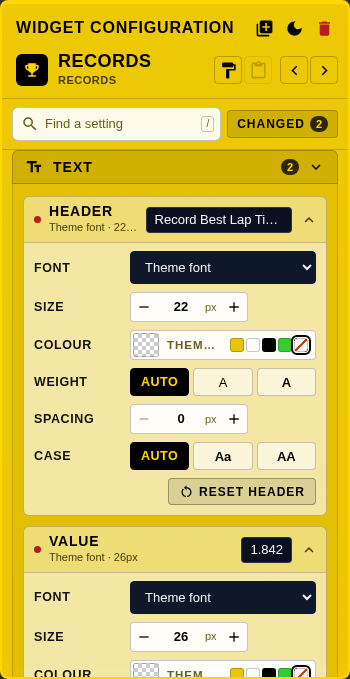 WIDGET CONFIGURATION
RECORDS
RECORDS
Find a setting /
CHANGED 2
TEXT 2
HEADER
Theme font · 22…
Record Best Lap Ti…
FONT Theme font
SIZE − 22 px +
COLOUR THEM…
WEIGHT AUTO A A
SPACING − 0 px +
CASE AUTO Aa AA
RESET HEADER
VALUE
Theme font · 26px
1.842
FONT Theme font
SIZE − 26 px +
COLOUR THEM